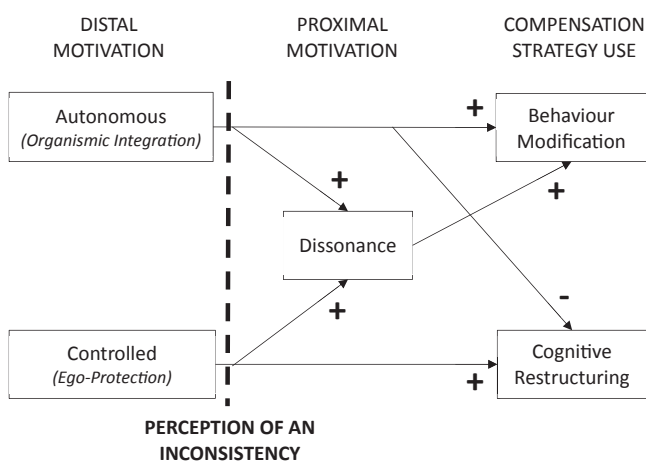 DISTAL
MOTIVATION
PROXIMAL
MOTIVATION
COMPENSATION
STRATEGY USE
Autonomous
(Organismic Integration)
+
Behaviour
Modification
+
+
Dissonance
+
-
Controlled
(Ego-Protection)
+
Cognitive
Restructuring
PERCEPTION OF AN
INCONSISTENCY